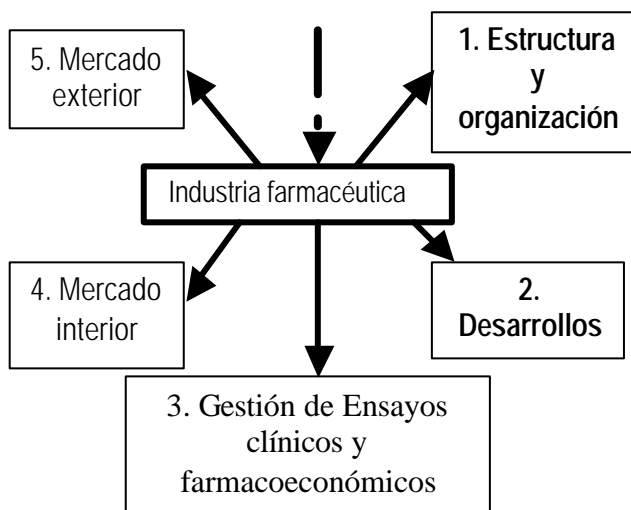 5. Mercado
exterior
1. Estructura
y
organización
Industria farmacéutica
4. Mercado
interior
2.
Desarrollos
3. Gestión de Ensayos
clínicos y
farmacoeconómicos